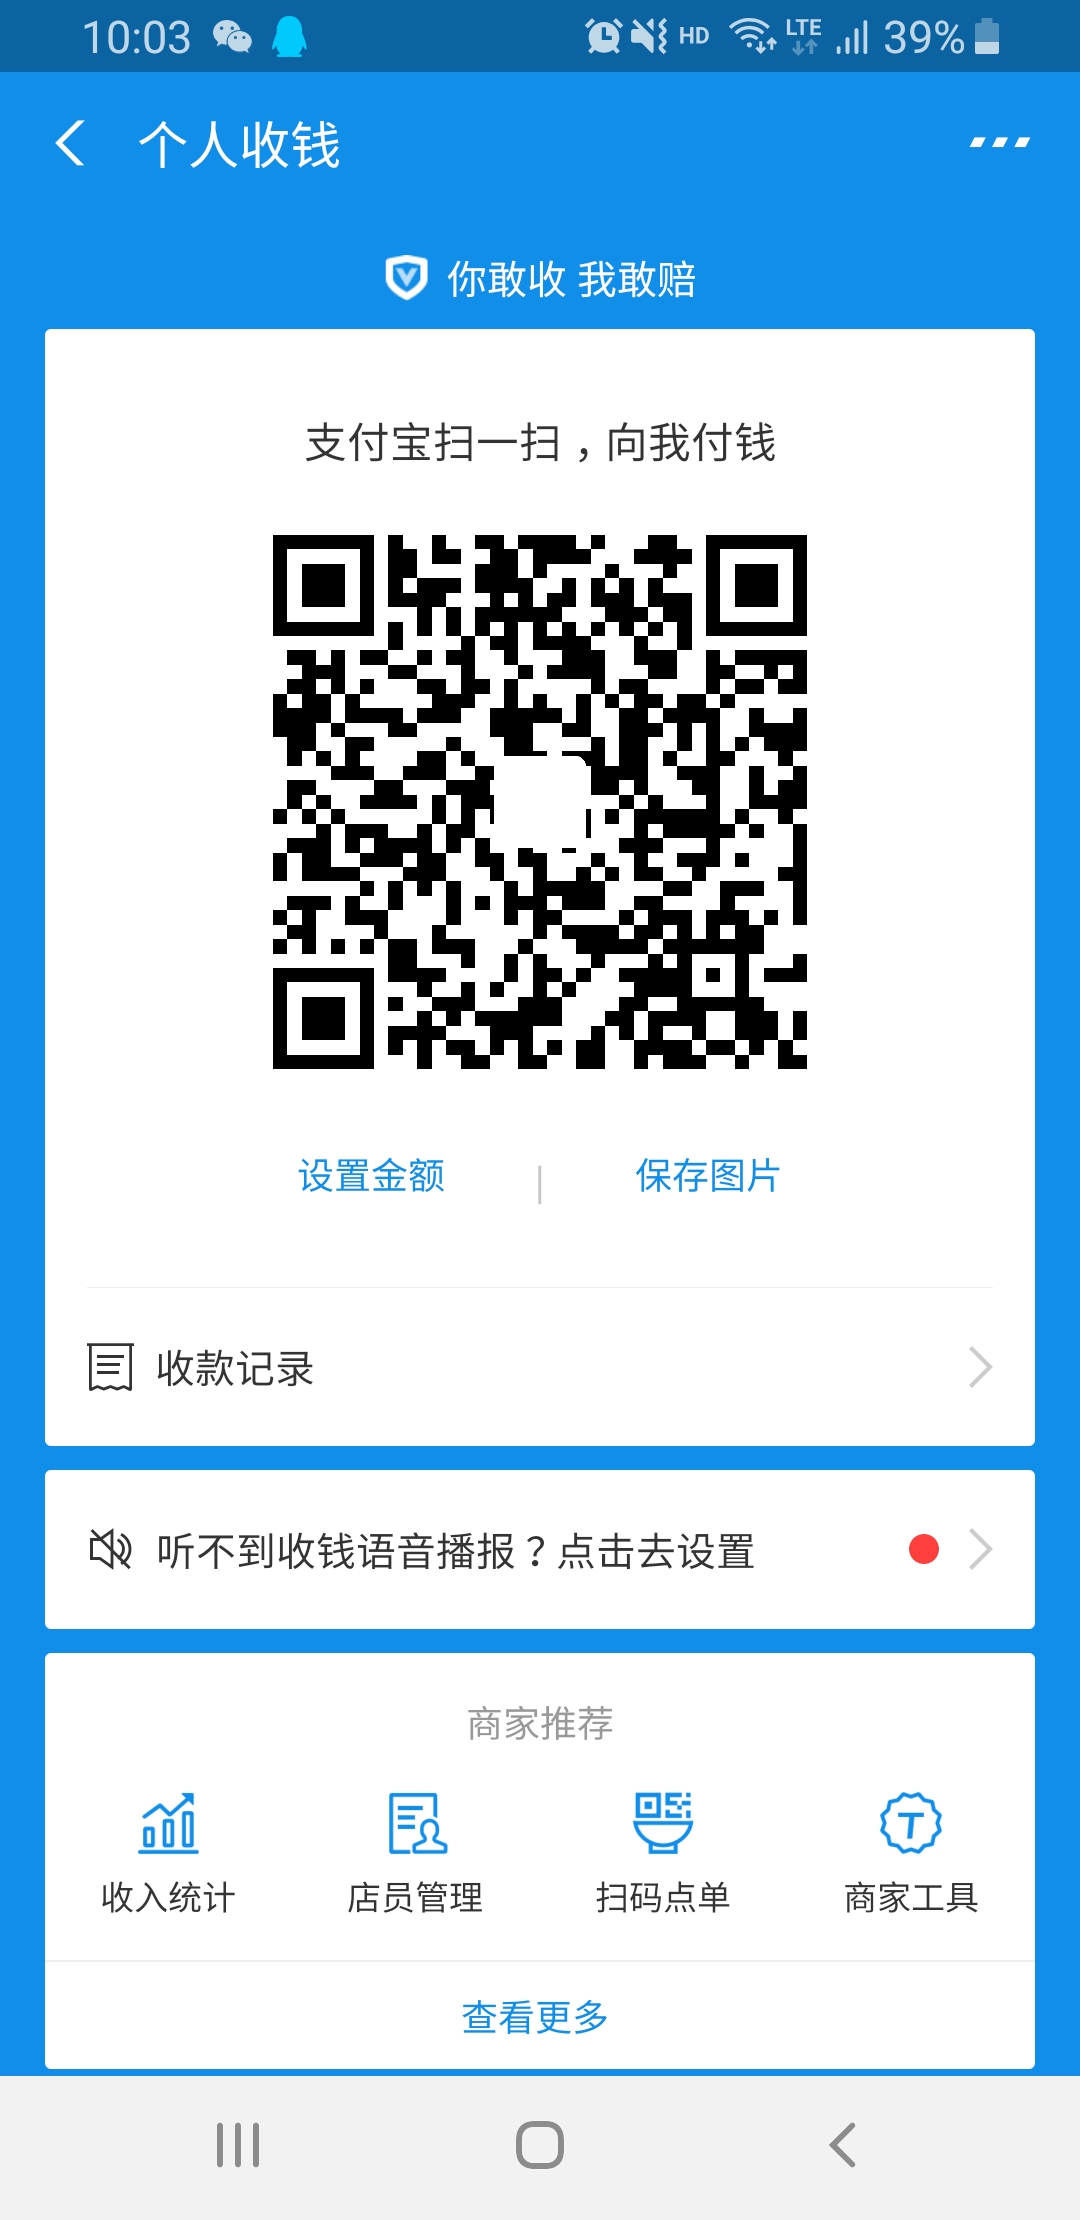 10:03 HD LTE 39%
个人收钱
你敢收 我敢赔
支付宝扫一扫，向我付钱
设置金额 | 保存图片
收款记录
听不到收钱语音播报？点击去设置
商家推荐
收入统计 店员管理 扫码点单 商家工具
查看更多